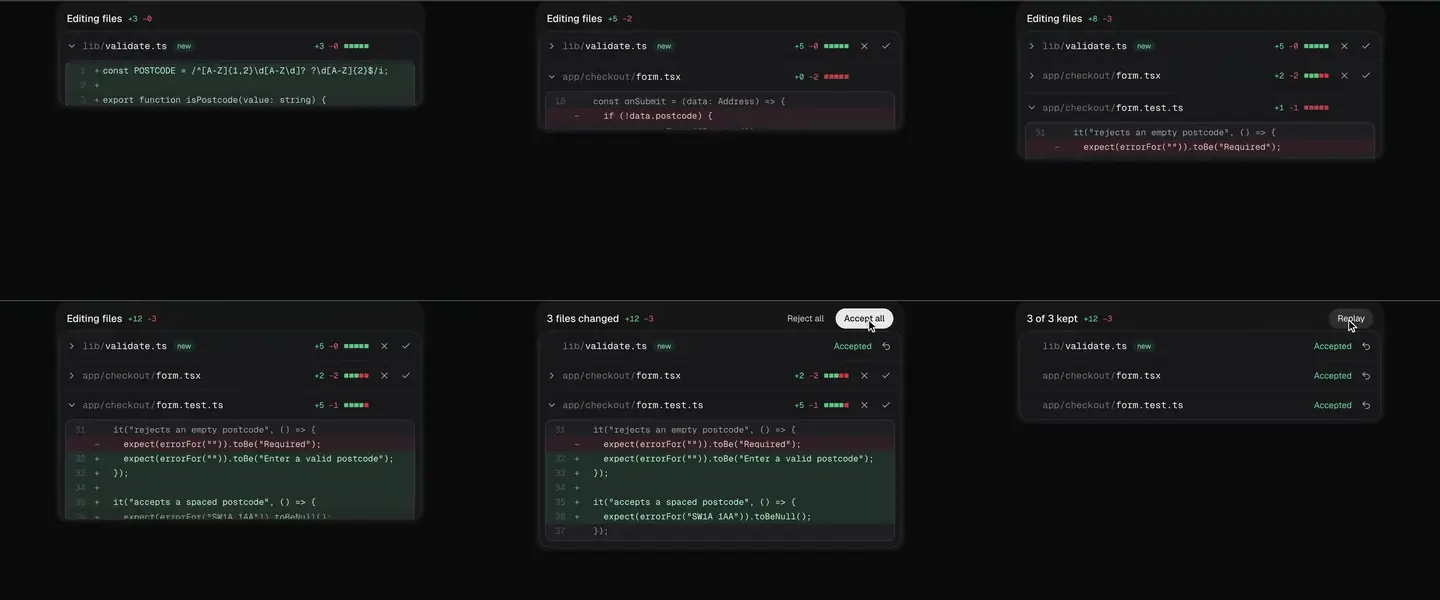 Editing files +3 -0
lib/validate.ts new +3 -0
1 + const POSTCODE = /^[A-Z]{1,2}\d[A-Z\d]? ?\d[A-Z]{2}$/i;
2 +
3 + export function isPostcode(value: string) {
Editing files +5 -2
lib/validate.ts new +5 -0
app/checkout/form.tsx +0 -2
18 const onSubmit = (data: Address) => {
- if (!data.postcode) {
Editing files +8 -3
lib/validate.ts new +5 -0
app/checkout/form.tsx +2 -2
app/checkout/form.test.ts +1 -1
31 it("rejects an empty postcode", () => {
- expect(errorFor("")).toBe("Required");
Editing files +12 -3
lib/validate.ts new +5 -0
app/checkout/form.tsx +2 -2
app/checkout/form.test.ts +5 -1
31 it("rejects an empty postcode", () => {
- expect(errorFor("")).toBe("Required");
32 + expect(errorFor("")).toBe("Enter a valid postcode");
33 + });
34 +
35 + it("accepts a spaced postcode", () => {
36 + expect(errorFor("SW1A 1AA")).toBeNull();
3 files changed +12 -3 Reject all Accept all
lib/validate.ts new Accepted
app/checkout/form.tsx +2 -2
app/checkout/form.test.ts +5 -1
31 it("rejects an empty postcode", () => {
- expect(errorFor("")).toBe("Required");
32 + expect(errorFor("")).toBe("Enter a valid postcode");
33 + });
34 +
35 + it("accepts a spaced postcode", () => {
36 + expect(errorFor("SW1A 1AA")).toBeNull();
37 });
3 of 3 kept +12 -3 Replay
lib/validate.ts new Accepted
app/checkout/form.tsx Accepted
app/checkout/form.test.ts Accepted